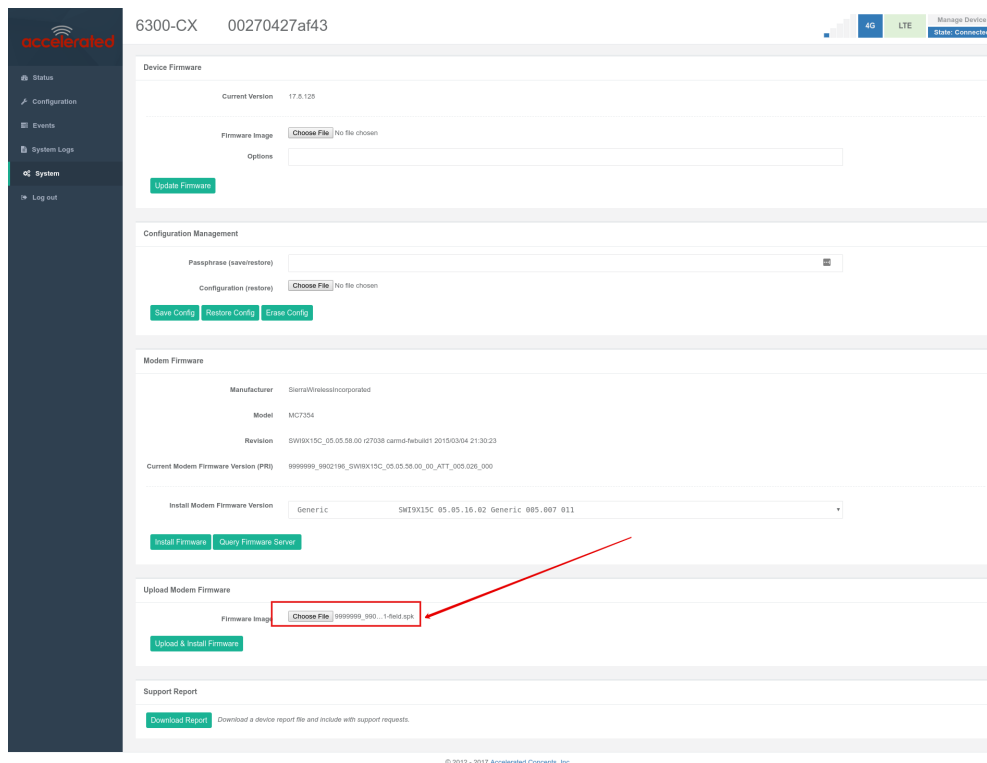 accelerated
6300-CX 00270427af43
4G LTE Manage Device
State: Connected
Status
Configuration
Events
System Logs
System
Log out
Device Firmware
Current Version 17.8.128
Firmware Image Choose File No file chosen
Options
Update Firmware
Configuration Management
Passphrase (save/restore)
Configuration (restore) Choose File No file chosen
Save Config Restore Config Erase Config
Modem Firmware
Manufacturer SierraWirelessIncorporated
Model MC7354
Revision SWI9X15C_05.05.58.00 r27038 carmd-fwbuild1 2015/03/04 21:30:23
Current Modem Firmware Version (PRI) 9999999_9902196_SWI9X15C_05.05.58.00_00_ATT_005.026_000
Install Modem Firmware Version Generic SWI9X15C 05.05.16.02 Generic 005.007 011
Install Firmware Query Firmware Server
Upload Modem Firmware
Firmware Image Choose File 9999999_990...1-field.spk
Upload & Install Firmware
Support Report
Download Report Download a device report file and include with support requests.
© 2012 - 2017 Accelerated Concepts, Inc